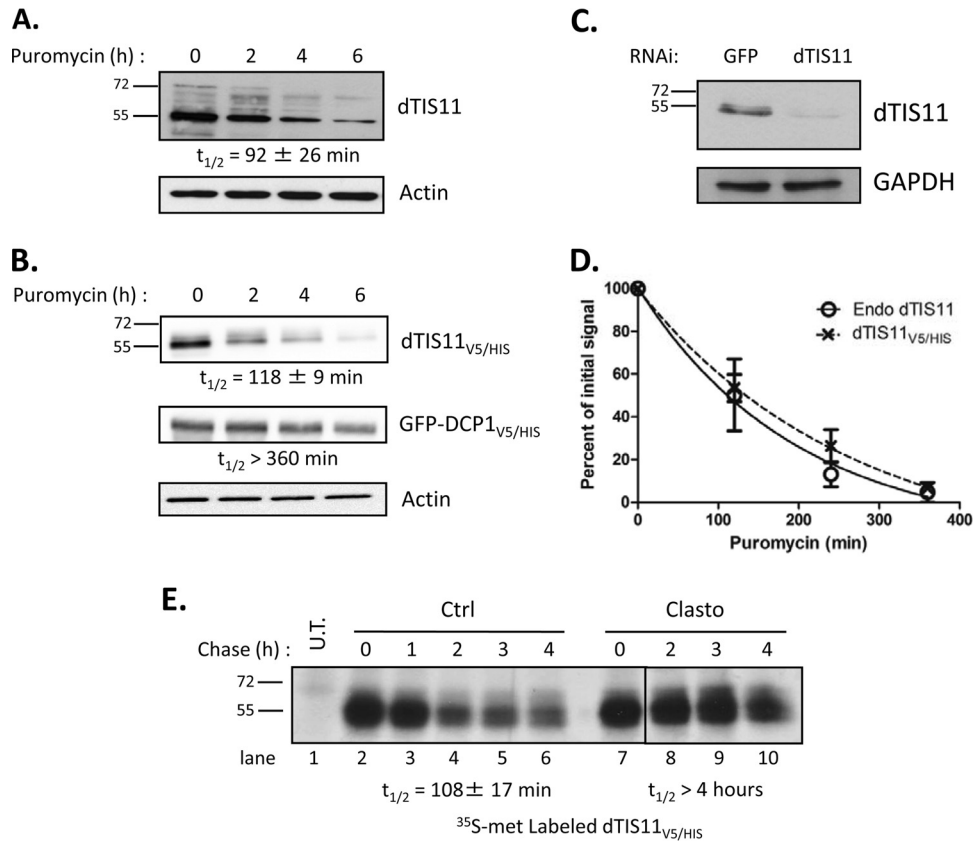 A.
Puromycin (h) : 0 2 4 6
72
55
dTIS11
t1/2 = 92 ± 26 min
Actin
C.
RNAi: GFP dTIS11
72
55
dTIS11
GAPDH
B.
Puromycin (h) : 0 2 4 6
72
55
dTIS11V5/HIS
t1/2 = 118 ± 9 min
GFP-DCP1V5/HIS
t1/2 > 360 min
Actin
D.
Percent of initial signal
100
80
60
40
20
0
0 100 200 300 400
Puromycin (min)
Endo dTIS11
dTIS11V5/HIS
E.
U.T. Ctrl Clasto
Chase (h) : 0 1 2 3 4 0 2 3 4
72
55
lane 1 2 3 4 5 6 7 8 9 10
t1/2 = 108± 17 min t1/2 > 4 hours
35S-met Labeled dTIS11V5/HIS